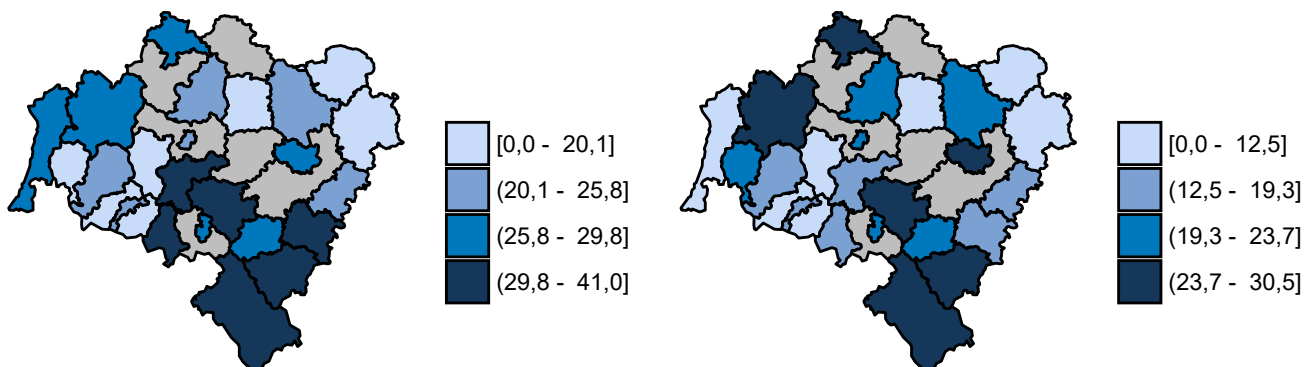 [0,0 -  20,1]
(20,1 -  25,8]
(25,8 -  29,8]
(29,8 -  41,0]
[0,0 -  12,5]
(12,5 -  19,3]
(19,3 -  23,7]
(23,7 -  30,5]